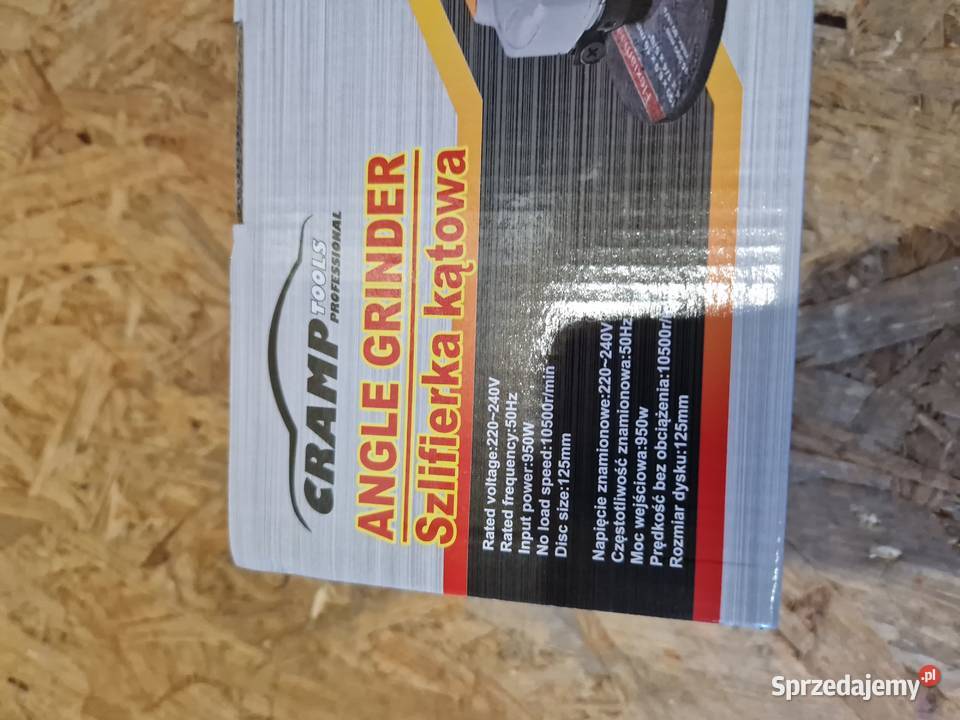 GRAMP TOOLS
PROFESSIONAL
ANGLE GRINDER
Szlifierka kątowa
Rated voltage:220~240V
Rated frequency:50Hz
Input power:950W
No load speed:10500r/min
Disc size:125mm
Napięcie znamionowe:220~240V
Częstotliwość znamionowa:50Hz
Moc wejściowa:950w
Prędkość bez obciążenia:10500r/
Rozmiar dysku:125mm
Sprzedajemy.pl